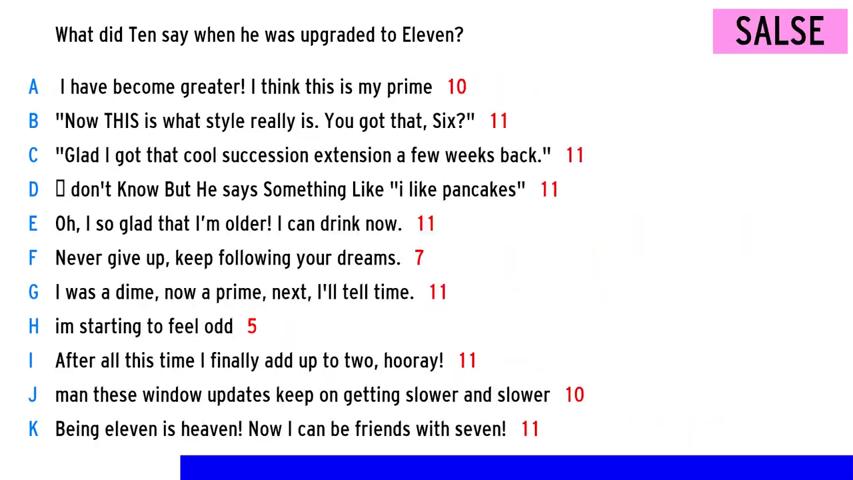 What did Ten say when he was upgraded to Eleven?
SALSE
A I have become greater! I think this is my prime 10
B "Now THIS is what style really is. You got that, Six?" 11
C "Glad I got that cool succession extension a few weeks back." 11
D ▯ don't Know But He says Something Like "i like pancakes" 11
E Oh, I so glad that I’m older! I can drink now. 11
F Never give up, keep following your dreams. 7
G I was a dime, now a prime, next, I'll tell time. 11
H im starting to feel odd 5
I After all this time I finally add up to two, hooray! 11
J man these window updates keep on getting slower and slower 10
K Being eleven is heaven! Now I can be friends with seven! 11